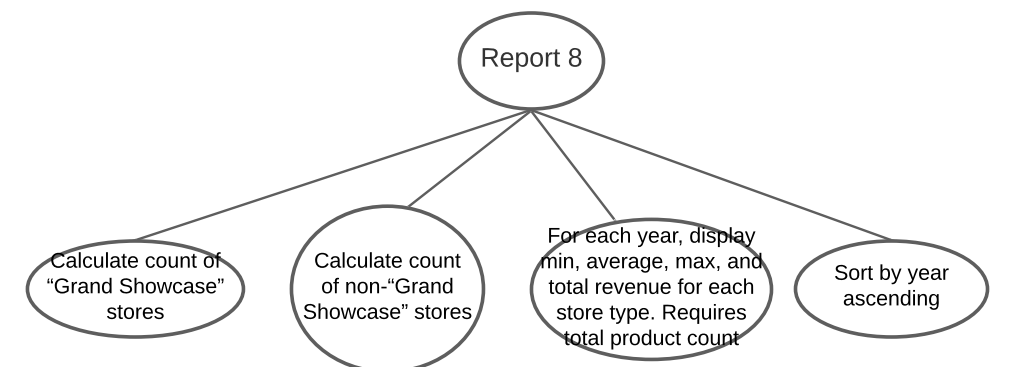 Report 8
Calculate count of
“Grand Showcase”
stores
Calculate count
of non-“Grand
Showcase” stores
For each year, display
min, average, max, and
total revenue for each
store type. Requires
total product count
Sort by year
ascending